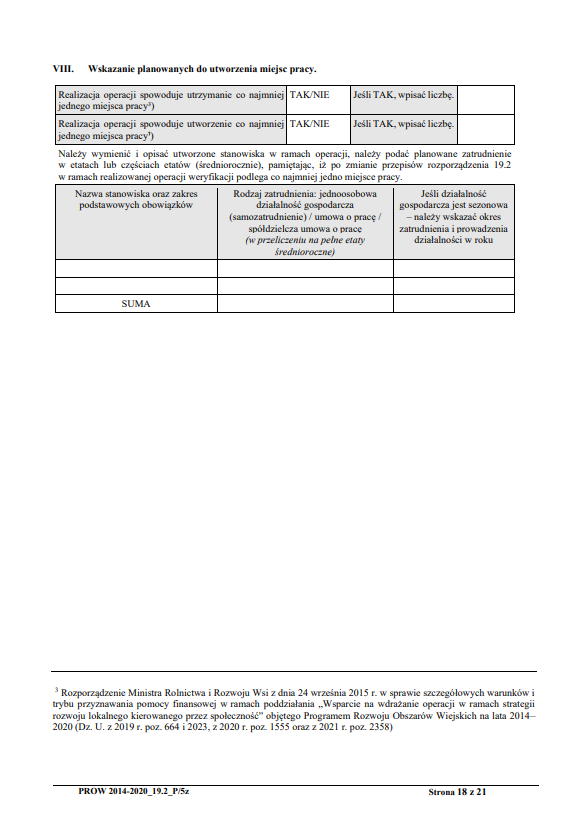 VIII. Wskazanie planowanych do utworzenia miejsc pracy.
Realizacja operacji spowoduje utrzymanie co najmniej TAK/NIE Jeśli TAK, wpisać liczbę.
jednego miejsca pracy³)
Realizacja operacji spowoduje utworzenie co najmniej TAK/NIE Jeśli TAK, wpisać liczbę.
jednego miejsca pracy³)
Należy wymienić i opisać utworzone stanowiska w ramach operacji, należy podać planowane zatrudnienie
w etatach lub częściach etatów (średniorocznie), pamiętając, iż po zmianie przepisów rozporządzenia 19.2
w ramach realizowanej operacji weryfikacji podlega co najmniej jedno miejsce pracy.
Nazwa stanowiska oraz zakres
podstawowych obowiązków
Rodzaj zatrudnienia: jednoosobowa
działalność gospodarcza
(samozatrudnienie) / umowa o pracę /
spółdzielcza umowa o pracę
(w przeliczeniu na pełne etaty
średnioroczne)
Jeśli działalność
gospodarcza jest sezonowa
– należy wskazać okres
zatrudnienia i prowadzenia
działalności w roku
SUMA
³ Rozporządzenie Ministra Rolnictwa i Rozwoju Wsi z dnia 24 września 2015 r. w sprawie szczegółowych warunków i
trybu przyznawania pomocy finansowej w ramach poddziałania „Wsparcie na wdrażanie operacji w ramach strategii
rozwoju lokalnego kierowanego przez społeczność” objętego Programem Rozwoju Obszarów Wiejskich na lata 2014–
2020 (Dz. U. z 2019 r. poz. 664 i 2023, z 2020 r. poz. 1555 oraz z 2021 r. poz. 2358)
PROW 2014-2020_19.2_P/5z Strona 18 z 21